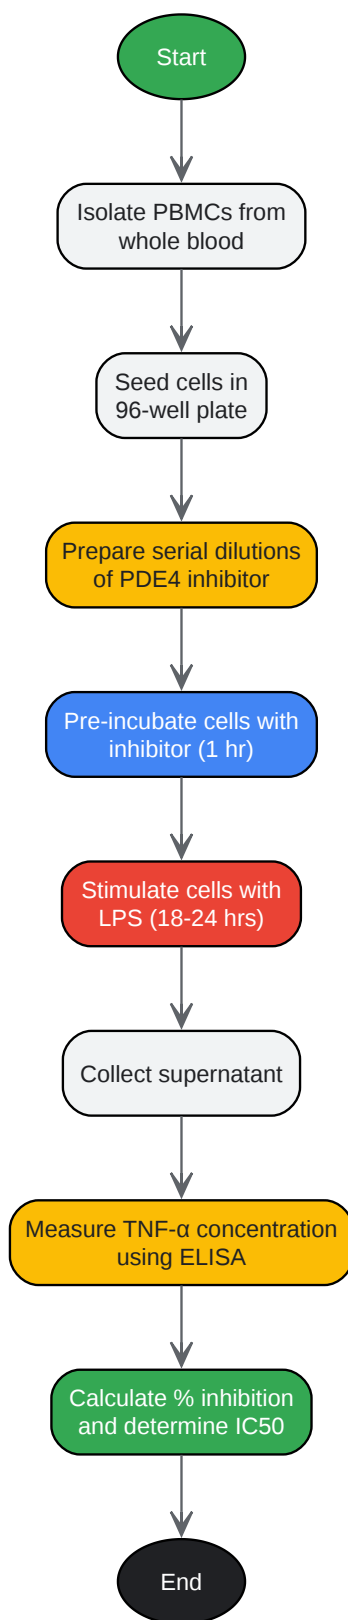 Start
Isolate PBMCs from
whole blood
Seed cells in
96-well plate
Prepare serial dilutions
of PDE4 inhibitor
Pre-incubate cells with
inhibitor (1 hr)
Stimulate cells with
LPS (18-24 hrs)
Collect supernatant
Measure TNF-α concentration
using ELISA
Calculate % inhibition
and determine IC50
End